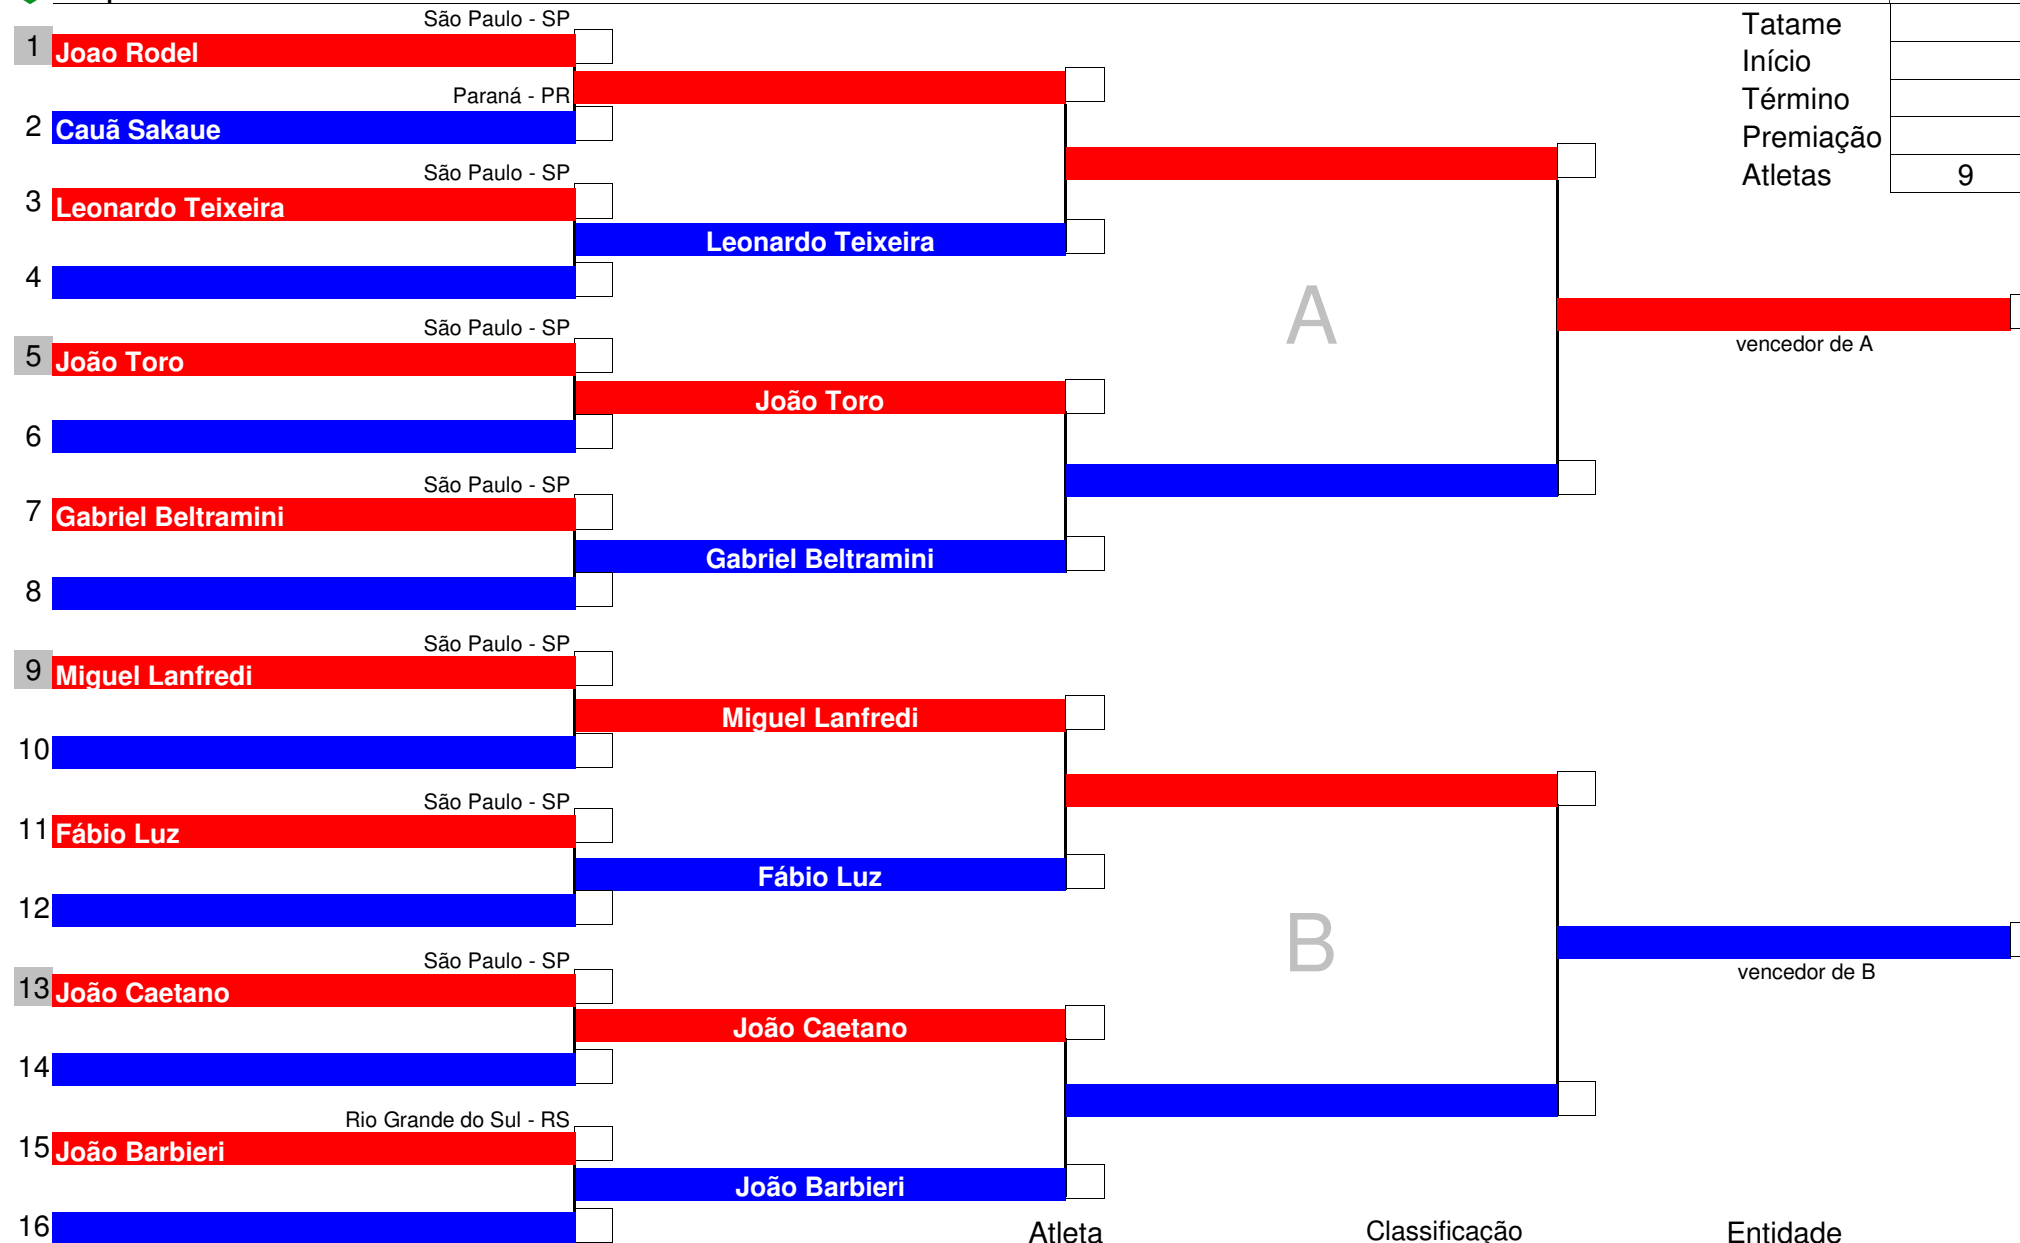 São Paulo - SP
1 Joao Rodel
Paraná - PR
2 Cauã Sakaue
São Paulo - SP
3 Leonardo Teixeira
Leonardo Teixeira
4
São Paulo - SP
5 João Toro
João Toro
6
São Paulo - SP
7 Gabriel Beltramini
Gabriel Beltramini
8
São Paulo - SP
9 Miguel Lanfredi
Miguel Lanfredi
10
São Paulo - SP
11 Fábio Luz
Fábio Luz
12
São Paulo - SP
13 João Caetano
João Caetano
14
Rio Grande do Sul - RS
15 João Barbieri
João Barbieri
16
A
B
vencedor de A
vencedor de B
Tatame
Início
Término
Premiação
Atletas 9
Atleta Classificação Entidade